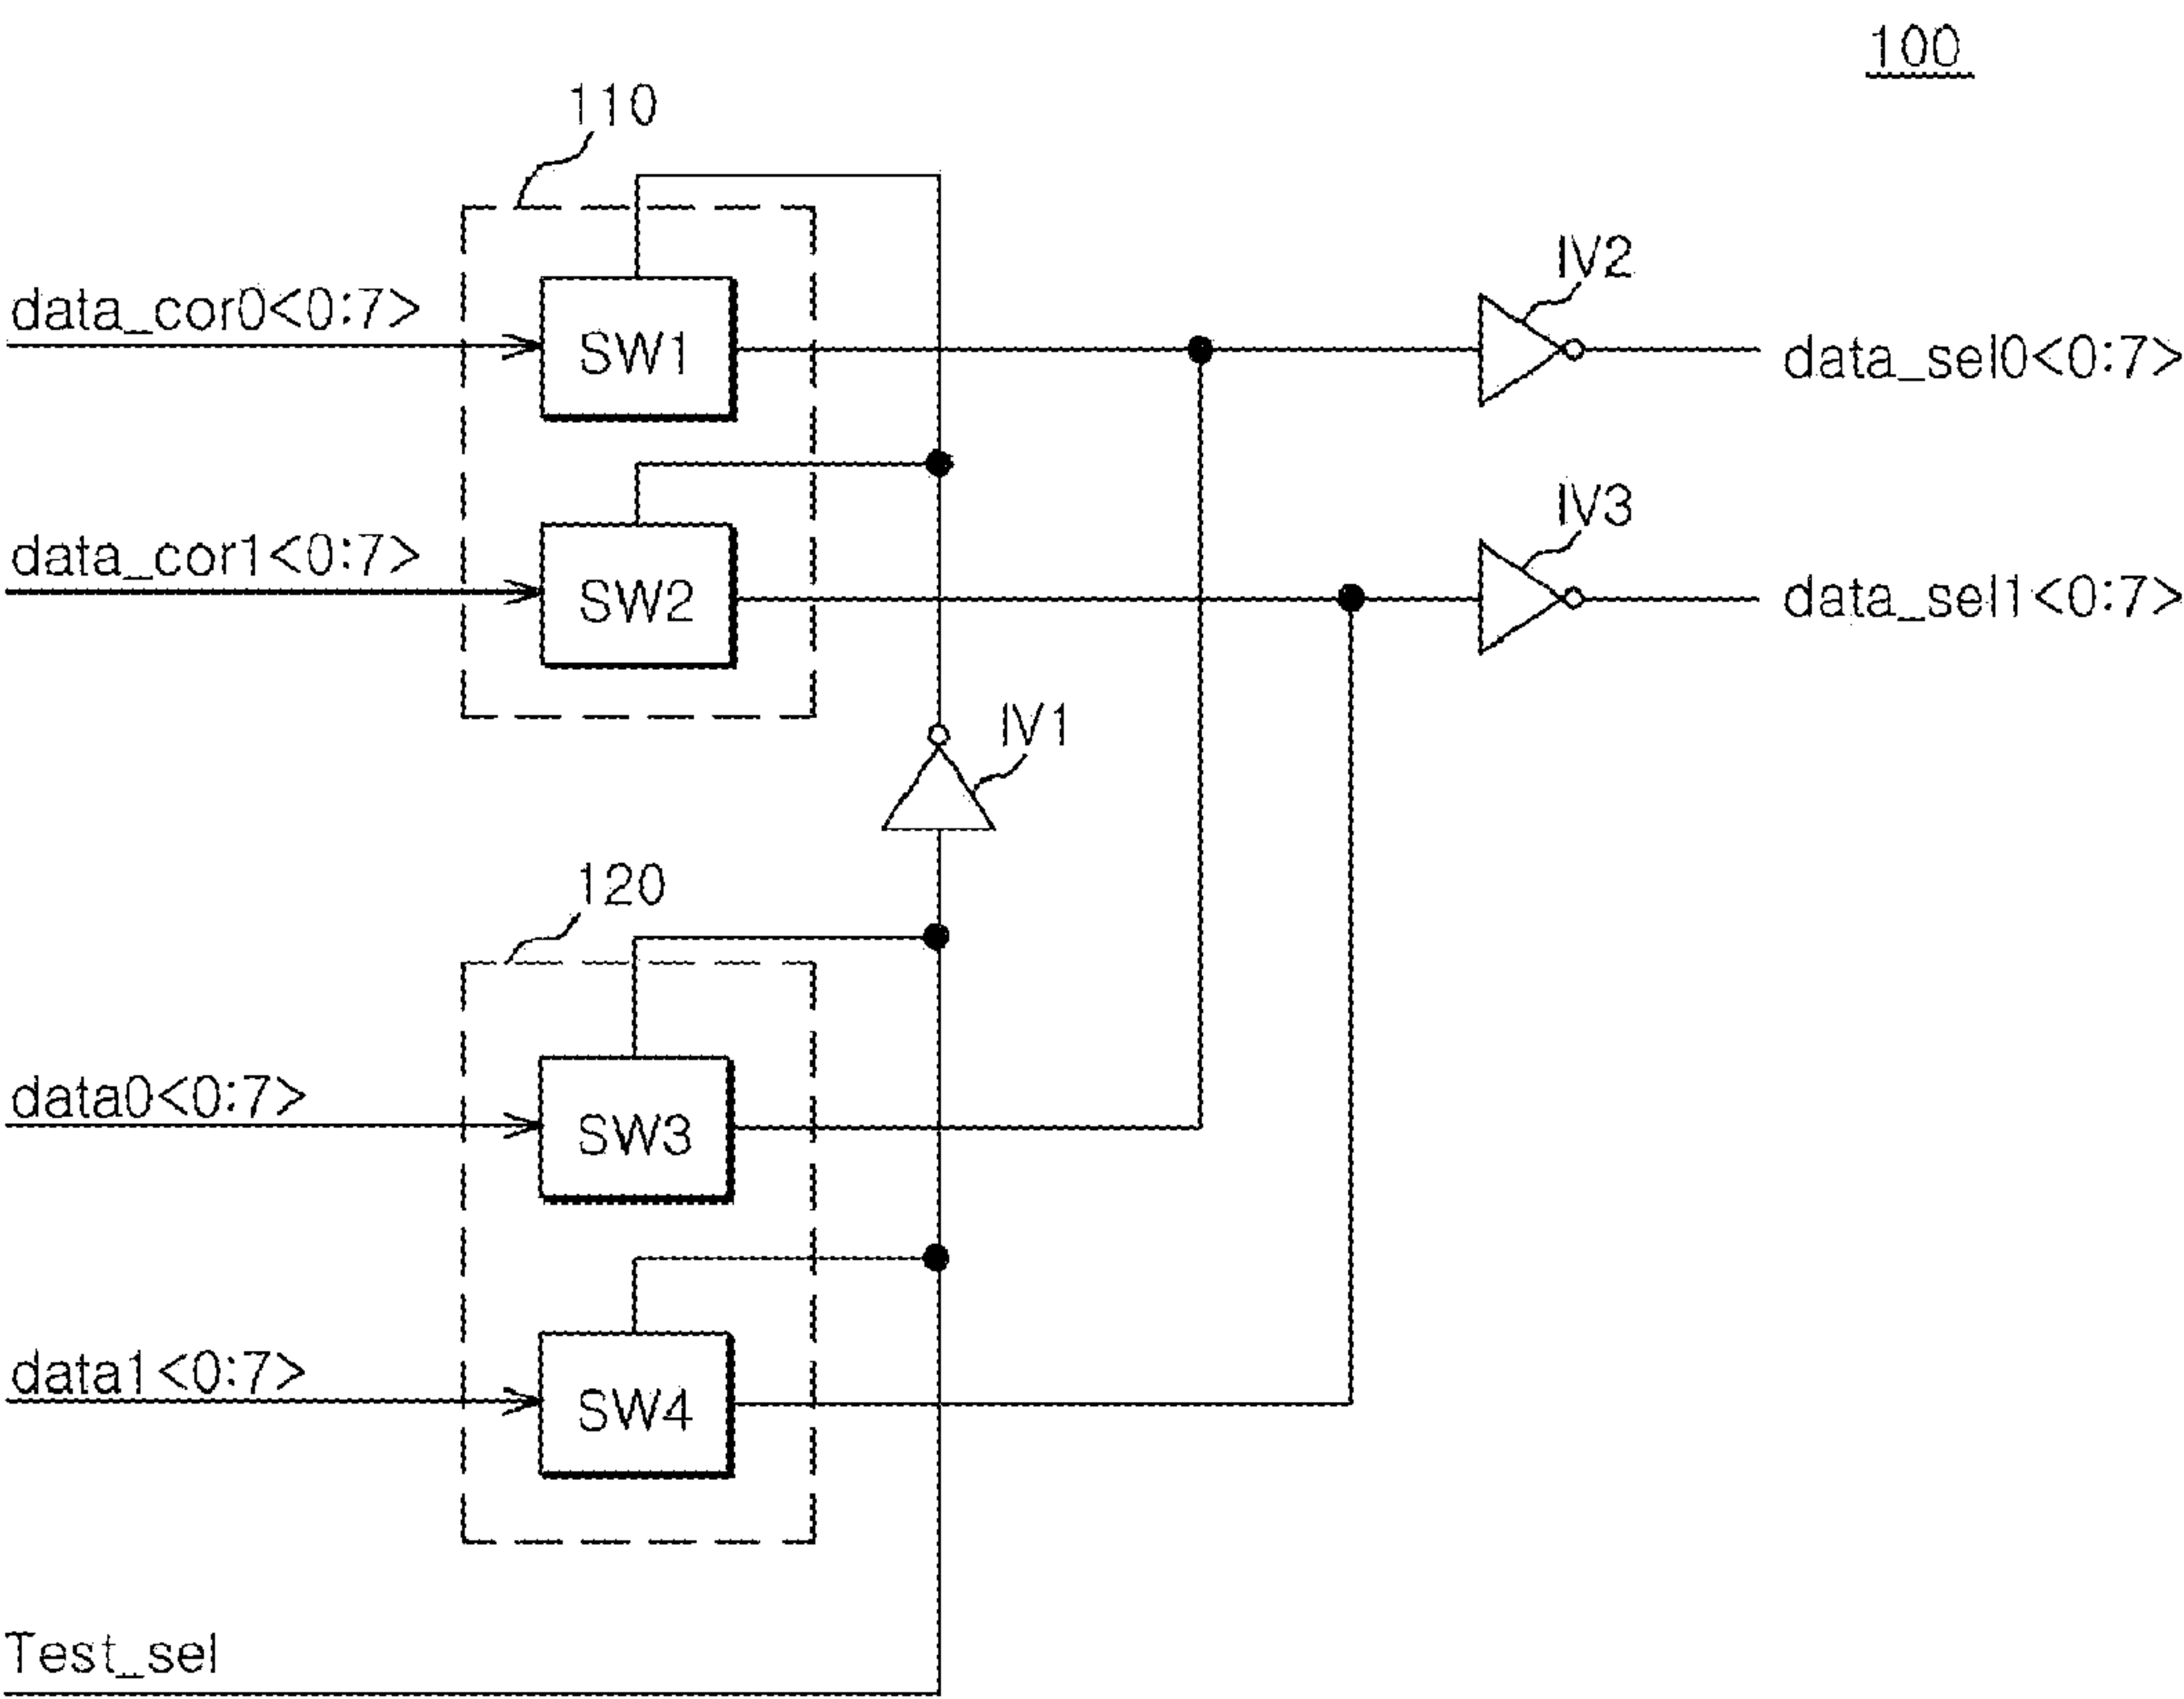 100
110
data_cor0<0:7>
SW1
IV2
data_sel0<0:7>
data_cor1<0:7>
SW2
IV3
data_sel1<0:7>
IV1
120
data0<0:7>
SW3
data1<0:7>
SW4
Test_sel